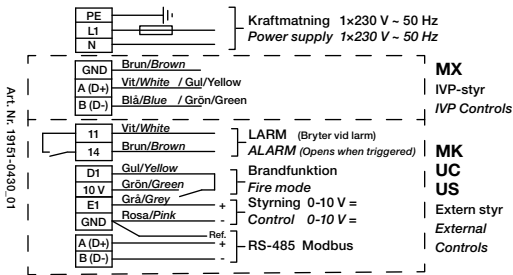 PE
L1
N
Kraftmatning 1×230 V ~ 50 Hz
Power supply 1×230 V ~ 50 Hz
GND Brun/Brown
A (D+) Vit/White / Gul/Yellow
B (D-) Blå/Blue / Grön/Green
MX
IVP-styr
IVP Controls
11 Vit/White
14 Brun/Brown
LARM (Bryter vid larm)
ALARM (Opens when triggered)
D1 Gul/Yellow
10 V Grön/Green
Brandfunktion
Fire mode
E1 Grå/Grey +
GND Rosa/Pink -
Styrning 0-10 V =
Control 0-10 V =
Ref.
A (D+) +
B (D-) -
RS-485 Modbus
MK
UC
US
Extern styr
External
Controls
Art. Nr. 19151-0430_01